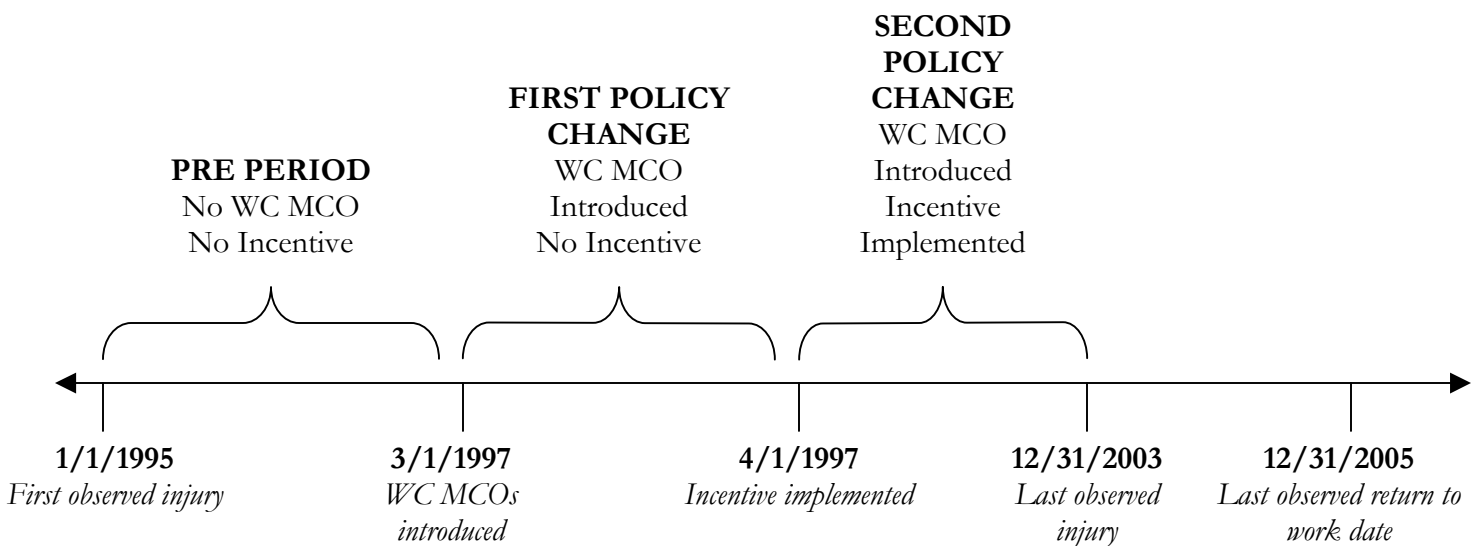 PRE PERIOD
No WC MCO
No Incentive
FIRST POLICY
CHANGE
WC MCO
Introduced
No Incentive
SECOND
POLICY
CHANGE
WC MCO
Introduced
Incentive
Implemented
1/1/1995
First observed injury
3/1/1997
WC MCOs
introduced
4/1/1997
Incentive implemented
12/31/2003
Last observed
injury
12/31/2005
Last observed return to
work date